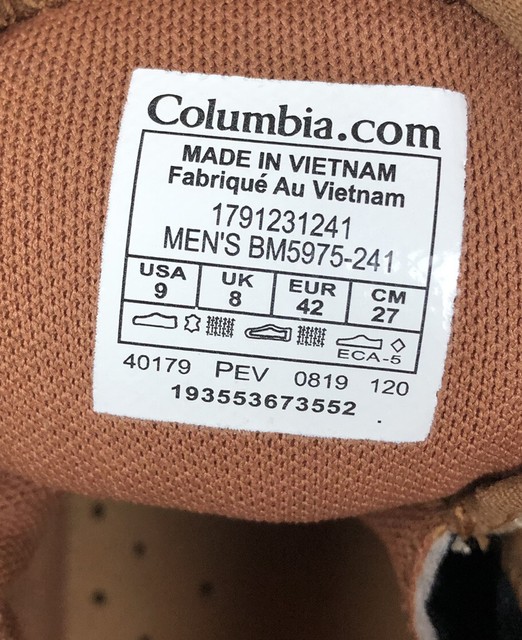 Columbia.com
MADE IN VIETNAM
Fabriqué Au Vietnam
1791231241
MEN'S BM5975-241
USA UK EUR CM
9 8 42 27
ECA-5
40179 PEV 0819 120
193553673552 .